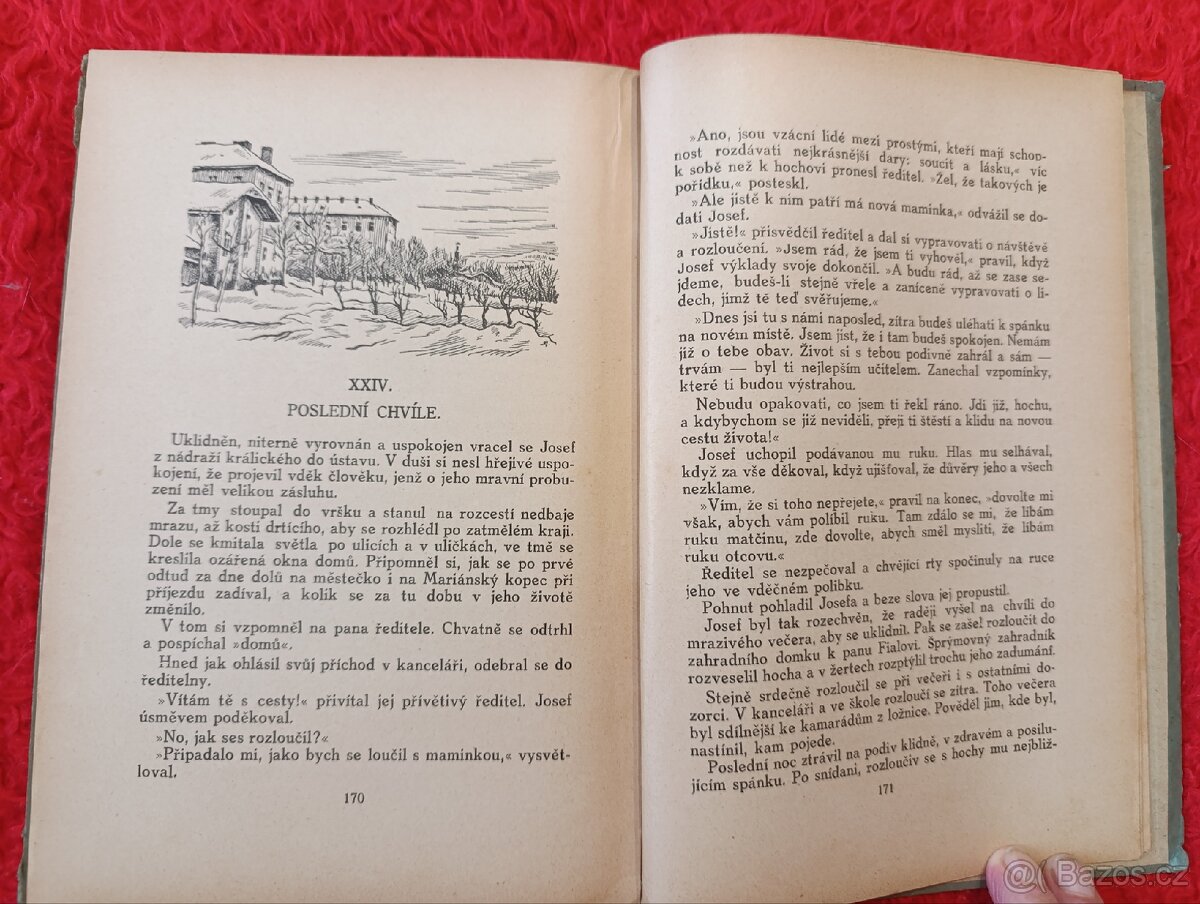 XXIV.
POSLEDNÍ CHVÍLE.
Uklidněn, niterně vyrovnán a uspokojen vracel se Josef
z nádraží králického do ústavu. V duši si nesl hřejivé uspo-
kojení, že projevil vděk člověku, jenž o jeho mravní probu-
zení měl velikou zásluhu.
Za tmy stoupal do vršku a stanul na rozcestí nedbaje
mrazu, až kostí drtícího, aby se rozhlédl po zatmělém kraji.
Dole se kmitala světla po ulicích a v uličkách, ve tmě se
kreslila ozářená okna domů. Připomněl si, jak se po prvé
odtud za dne dolů na městečko i na Mariánský kopec při
příjezdu zadíval, a kolik se za tu dobu v jeho životě
změnilo.
V tom si vzpomněl na pana ředitele. Chvatně se odtrhl
a pospíchal »domů«.
Hned jak ohlásil svůj příchod v kanceláři, odebral se do
ředitelny.
»Vítám tě s cesty!« přivítal jej přívětivý ředitel. Josef
úsměvem poděkoval.
»No, jak ses rozloučil?«
»Připadalo mi, jako bych se loučil s maminkou,« vysvět-
loval.
170
»Ano, jsou vzácní lidé mezi prostými, kteří mají schop-
nost rozdávati nejkrásnější dary: soucit a lásku,« víc
k sobě než k hochovi pronesl ředitel. »Žel, že takových je
pořídku,« posteskl.
»Ale jistě k nim patří má nová maminka,« odvážil se do-
dati Josef.
»Jistě!« přisvědčil ředitel a dal si vypravovati o návštěvě
a rozloučení. »Jsem rád, že jsem ti vyhověl,« pravil, když
Josef výklady svoje dokončil. »A budu rád, až se zase se-
jdeme, budeš-li stejně vřele a zaníceně vypravovati o li-
dech, jimž tě teď svěřujeme.«
»Dnes jsi tu s námi naposled, zítra budeš uléhati k spánku
na novém místě. Jsem jist, že i tam budeš spokojen. Nemám
již o tebe obav. Život si s tebou podivně zahrál a sám —
trvám — byl ti nejlepším učitelem. Zanechal vzpomínky,
které ti budou výstrahou.
Nebudu opakovati, co jsem ti řekl ráno. Jdi již, hochu,
a kdybychom se již neviděli, přeji ti štěstí a klidu na novou
cestu života!«
Josef uchopil podávanou mu ruku. Hlas mu selhával,
když za vše děkoval, když ujišťoval, že důvěry jeho a všech
nezklame.
»Vím, že si toho nepřejete,« pravil na konec, »dovolte mi
však, abych vám políbil ruku. Tam zdálo se mi, že líbám
ruku matčinu, zde dovolte, abych směl mysliti, že líbám
ruku otcovu.«
Ředitel se nezpečoval a chvějící rty spočinuly na ruce
jeho ve vděčném polibku.
Pohnut pohladil Josefa a beze slova jej propustil.
Josef byl tak rozechvěn, že raději vyšel na chvíli do
mrazivého večera, aby se uklidnil. Pak se zašel rozloučit do
zahradního domku k panu Fialovi. Šprýmovný zahradník
rozveselil hocha a v žertech rozptýlil trochu jeho zadumání.
Stejně srdečně rozloučil se při večeři i s ostatními do-
zorci. V kanceláři a ve škole rozloučí se zítra. Toho večera
byl sdílnější ke kamarádům z ložnice. Pověděl jim, kde byl,
nastínil, kam pojede.
Poslední noc ztrávil na podiv klidně, v zdravém a posilu-
jícím spánku. Po snídani, rozloučiv se s hochy mu nejbliž-
171
@( Bazos.cz